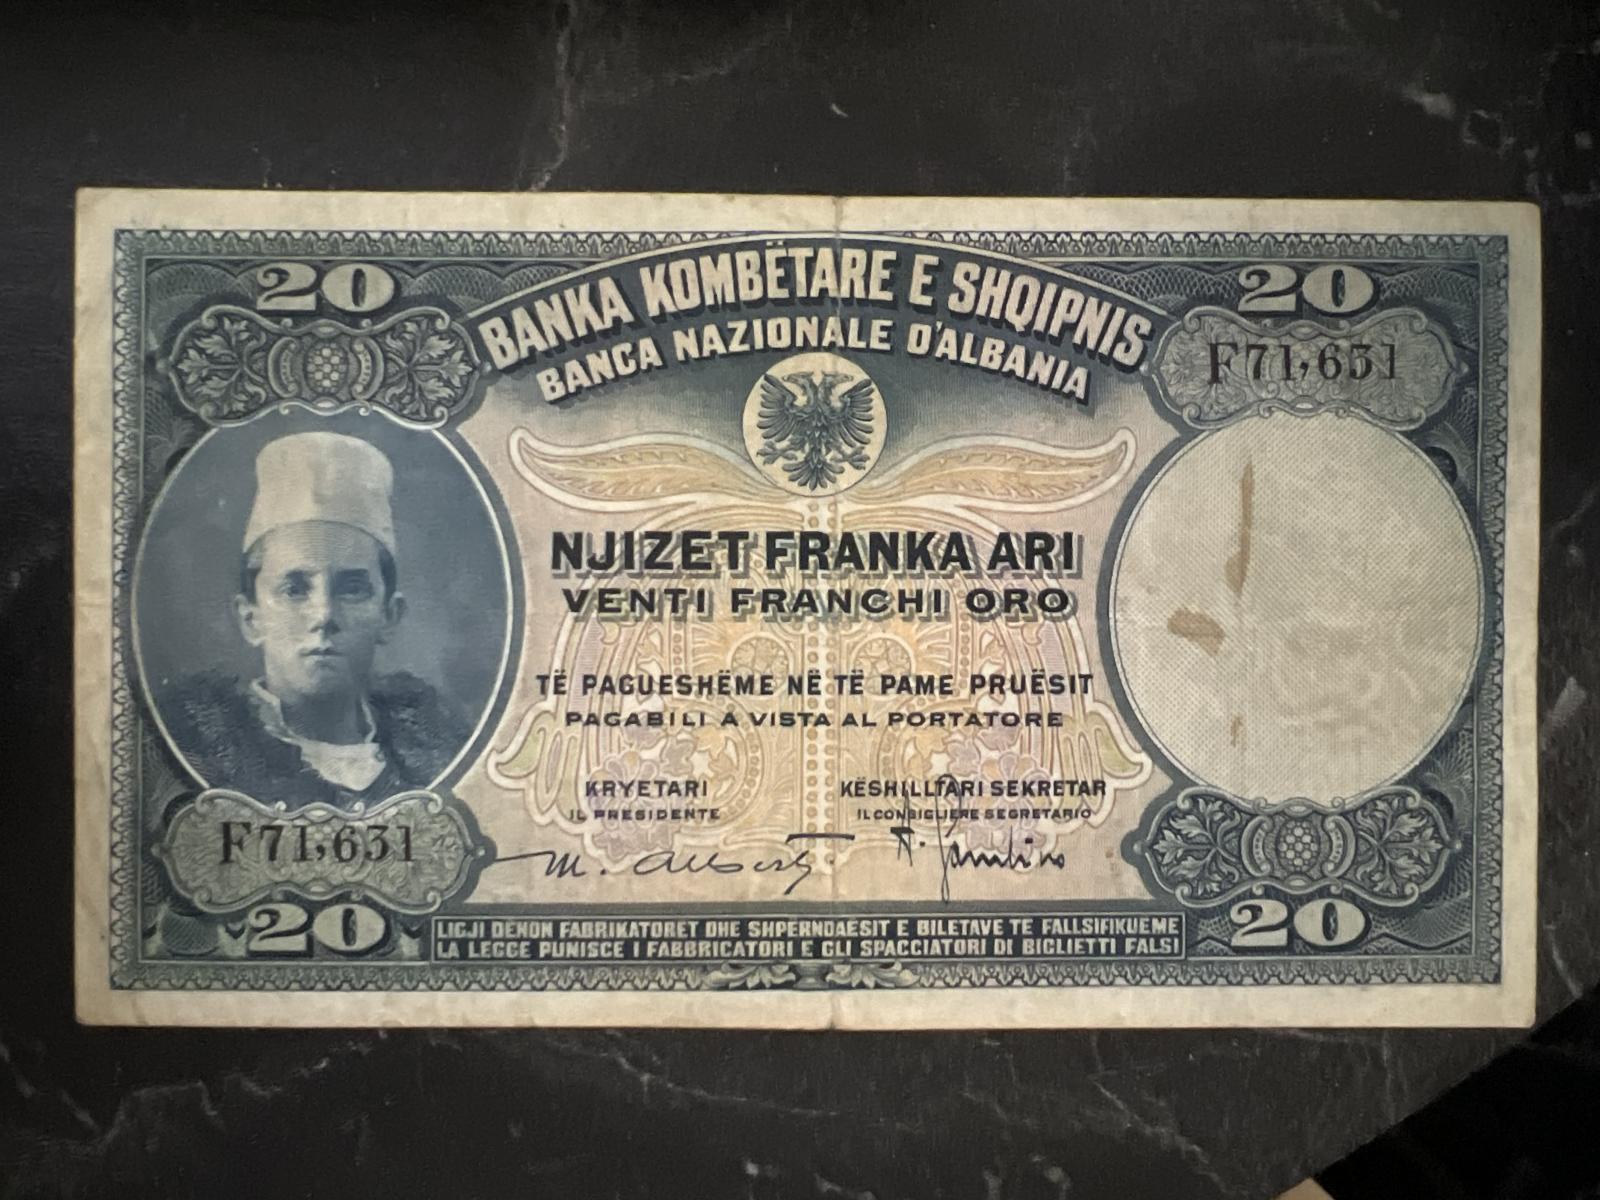 20
20
BANKA KOMBËTARE E SHQIPNIS
BANCA NAZIONALE D'ALBANIA
F71,631
NJIZET FRANKA ARI
VENTI FRANCHI ORO
TË PAGUESHËME NË TË PAME PRUËSIT
PAGABILI A VISTA AL PORTATORE
KRYETARI
IL PRESIDENTE
KËSHILLTARI SEKRETAR
IL CONSIGLIERE SEGRETARIO
F71,631
M. Alberti
A. Gambino
20
20
LIGJI DENON FABRIKATORET DHE SHPERNDAESIT E BILETAVE TE FALLSIFIKUEME
LA LEGGE PUNISCE I FABBRICATORI E GLI SPACCIATORI DI BIGLIETTI FALSI